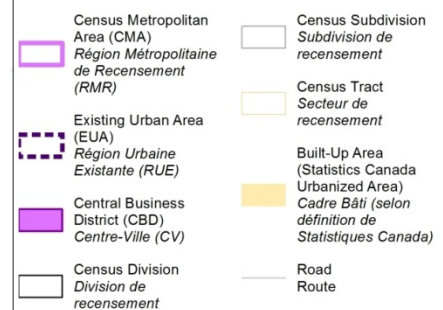 Census Metropolitan
Area (CMA)
Région Métropolitaine
de Recensement
(RMR)
Existing Urban Area
(EUA)
Région Urbaine
Existante (RUE)
Central Business
District (CBD)
Centre-Ville (CV)
Census Division
Division de
recensement
Census Subdivision
Subdivision de
recensement
Census Tract
Secteur de
recensement
Built-Up Area
(Statistics Canada
Urbanized Area)
Cadre Bâti (selon
définition de
Statistiques Canada)
Road
Route